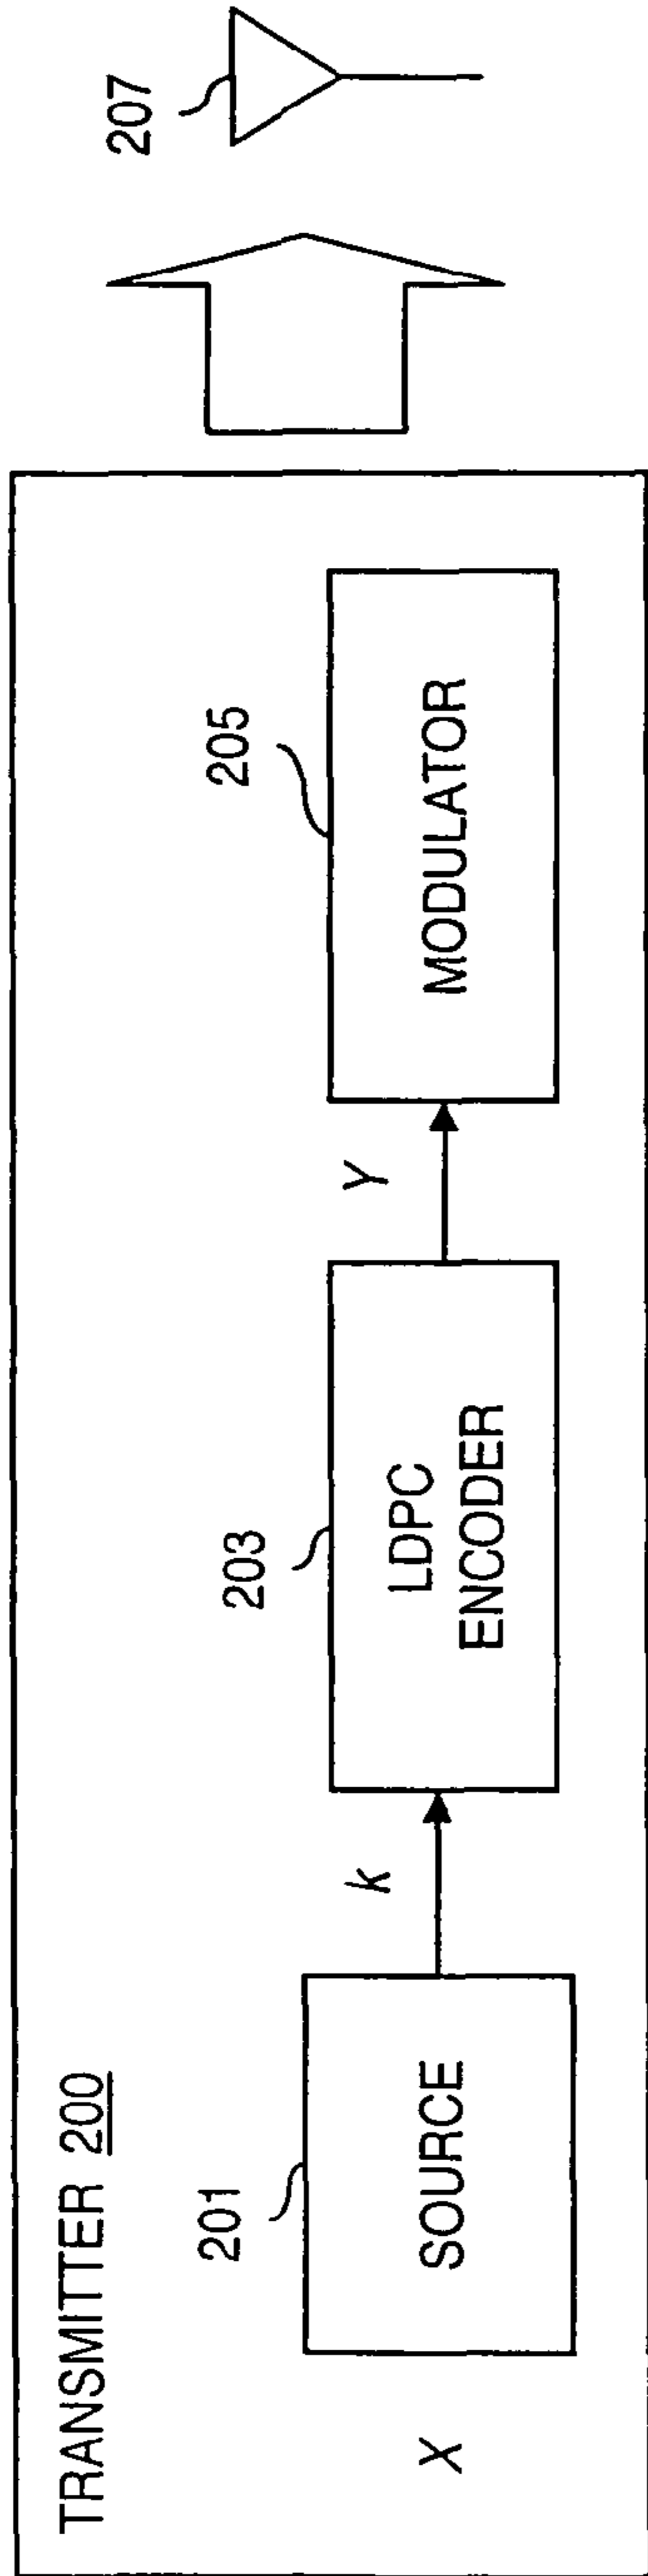 TRANSMITTER 200
X
201
SOURCE
k
203
LDPC
ENCODER
Y
205
MODULATOR
207